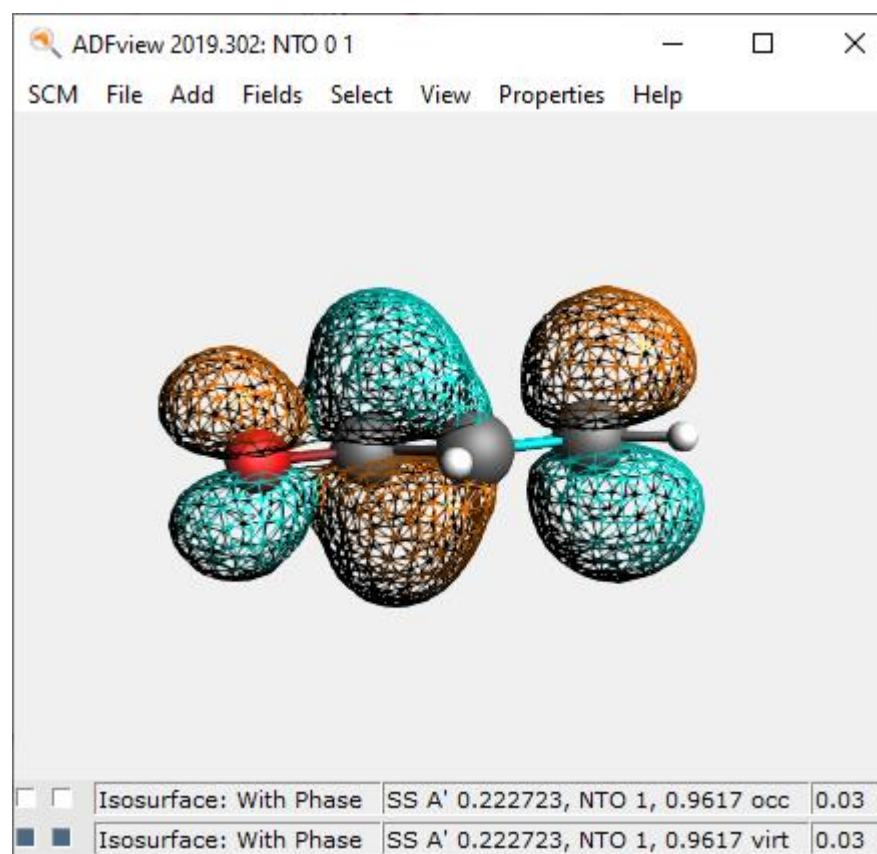 ADFview 2019.302: NTO 0 1
SCM File Add Fields Select View Properties Help
Isosurface: With Phase SS A' 0.222723, NTO 1, 0.9617 occ 0.03
Isosurface: With Phase SS A' 0.222723, NTO 1, 0.9617 virt 0.03